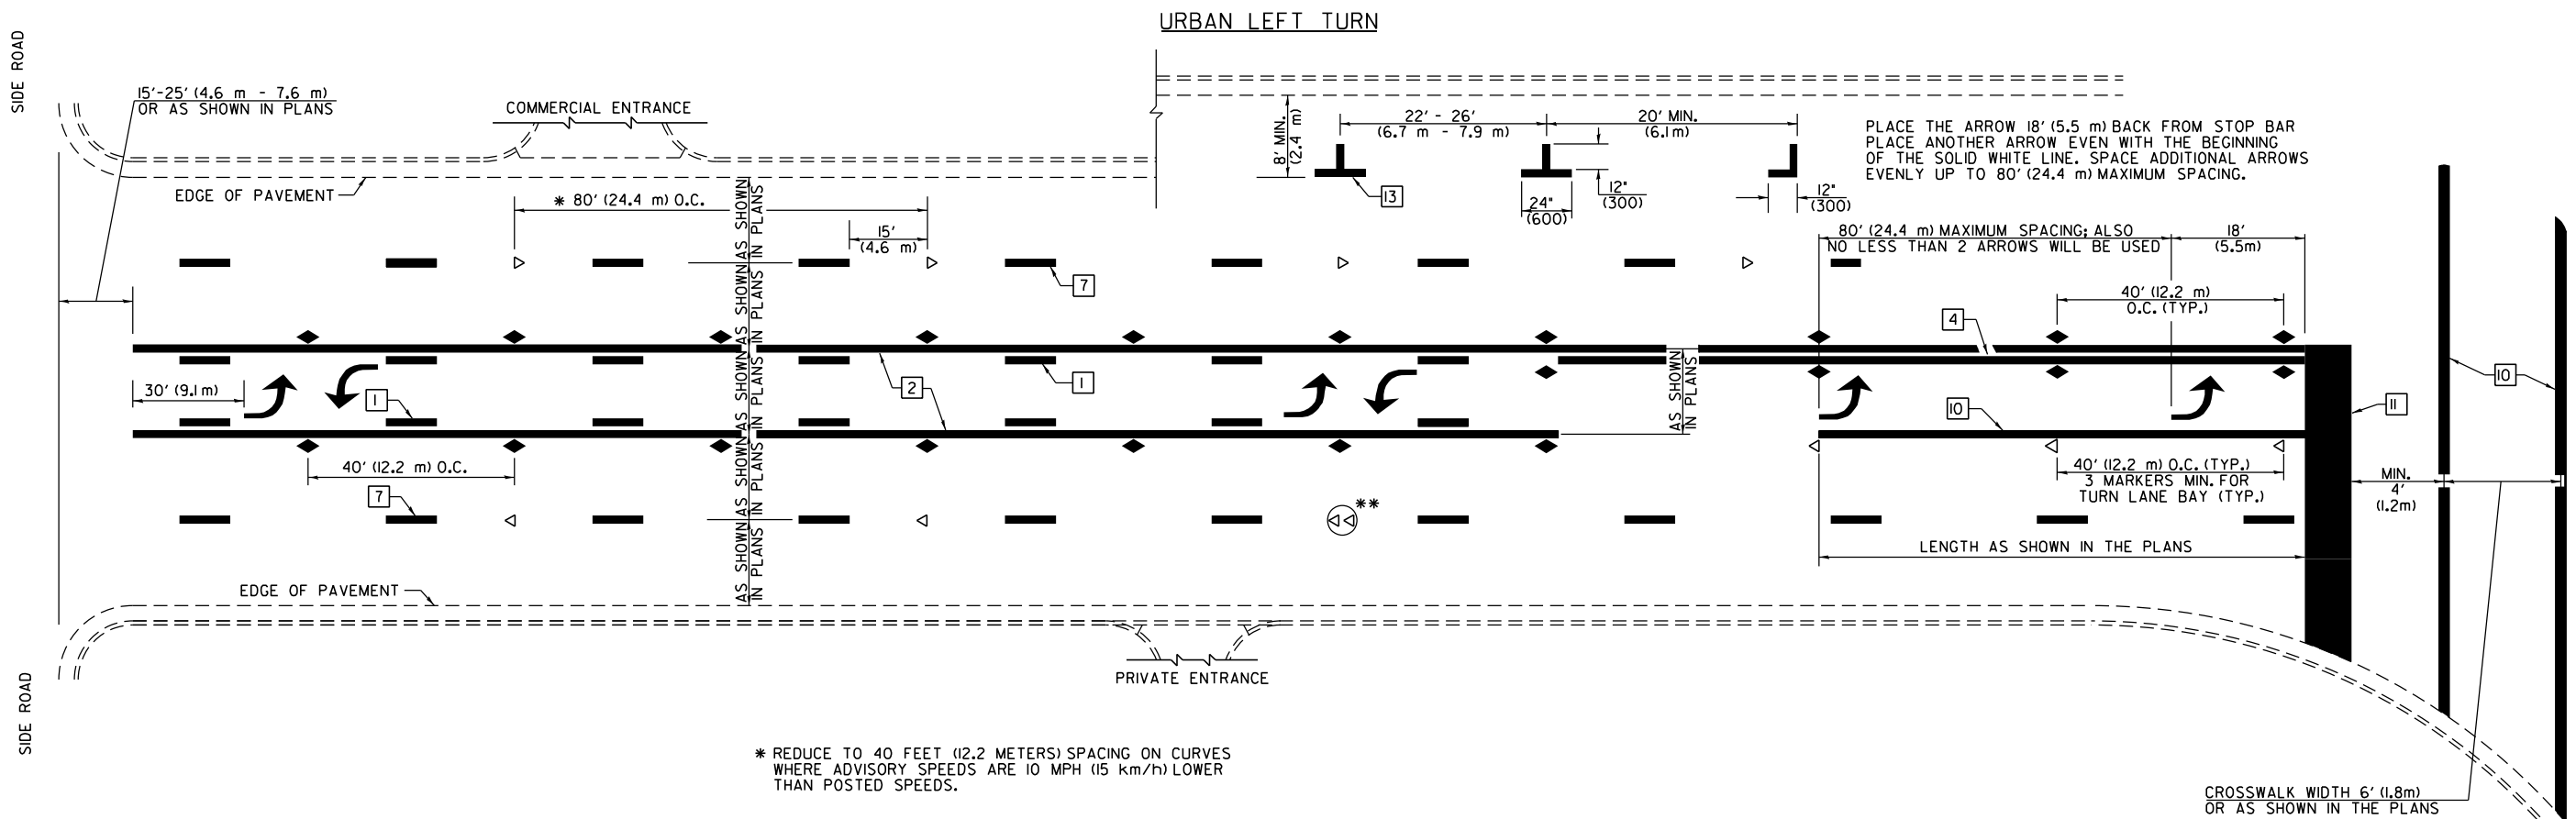 URBAN LEFT TURN
SIDE ROAD
15'-25' (4.6 m - 7.6 m)
OR AS SHOWN IN PLANS
COMMERCIAL ENTRANCE
EDGE OF PAVEMENT
* 80' (24.4 m) O.C.
15'
(4.6 m)
8' MIN.
(2.4 m)
22' - 26'
(6.7 m - 7.9 m)
20' MIN.
(6.1m)
13
24"
(600)
12"
(300)
12"
(300)
PLACE THE ARROW 18' (5.5 m) BACK FROM STOP BAR
PLACE ANOTHER ARROW EVEN WITH THE BEGINNING
OF THE SOLID WHITE LINE. SPACE ADDITIONAL ARROWS
EVENLY UP TO 80' (24.4 m) MAXIMUM SPACING.
80' (24.4 m) MAXIMUM SPACING; ALSO
NO LESS THAN 2 ARROWS WILL BE USED
18'
(5.5m)
7
40' (12.2 m)
O.C. (TYP.)
4
AS SHOWN
IN PLANS
AS SHOWN
IN PLANS
AS SHOWN
IN PLANS
AS SHOWN
IN PLANS
AS SHOWN
IN PLANS
30' (9.1 m)
1
2
1
AS SHOWN
IN PLANS
10
11
10
40' (12.2 m) O.C.
7
**
40' (12.2 m) O.C. (TYP.)
3 MARKERS MIN. FOR
TURN LANE BAY (TYP.)
MIN.
4'
(1.2m)
LENGTH AS SHOWN IN THE PLANS
EDGE OF PAVEMENT
PRIVATE ENTRANCE
SIDE ROAD
* REDUCE TO 40 FEET (12.2 METERS) SPACING ON CURVES
WHERE ADVISORY SPEEDS ARE 10 MPH (15 km/h) LOWER
THAN POSTED SPEEDS.
CROSSWALK WIDTH 6' (1.8m)
OR AS SHOWN IN THE PLANS